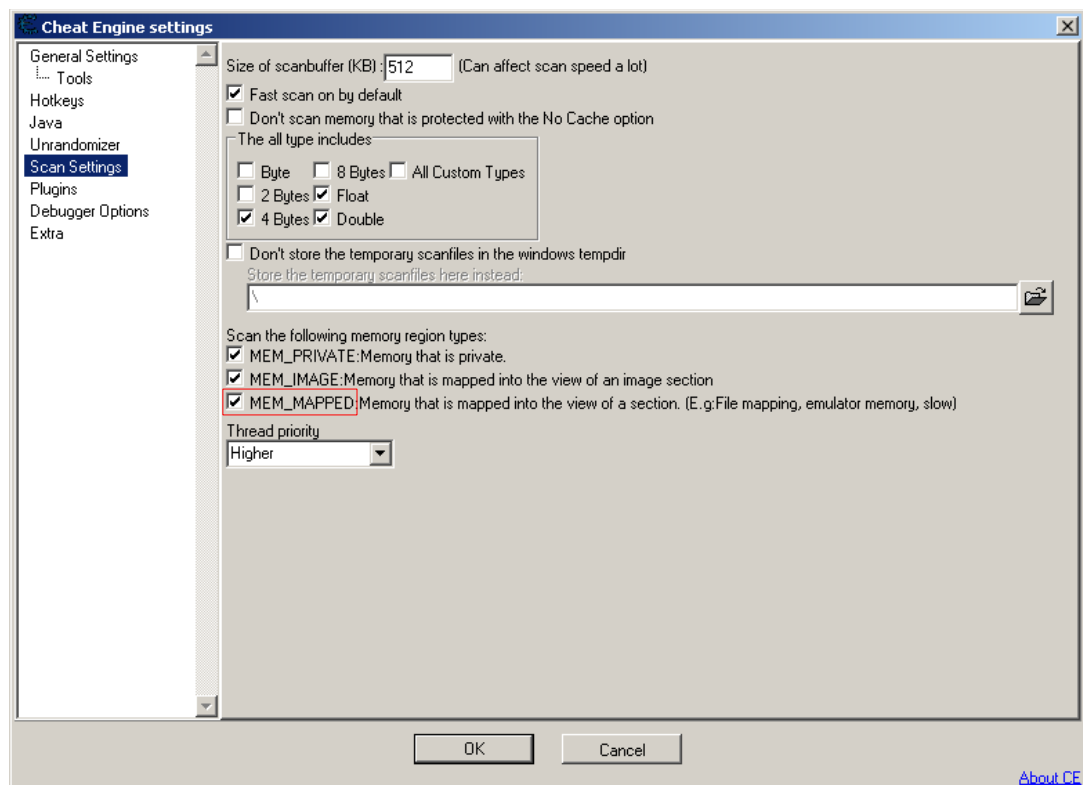 Cheat Engine settings
General Settings
Tools
Hotkeys
Java
Unrandomizer
Scan Settings
Plugins
Debugger Options
Extra
Size of scanbuffer (KB) : 512 (Can affect scan speed a lot)
Fast scan on by default
Don't scan memory that is protected with the No Cache option
The all type includes
Byte 8 Bytes All Custom Types
2 Bytes Float
4 Bytes Double
Don't store the temporary scanfiles in the windows tempdir
Store the temporary scanfiles here instead:
\
Scan the following memory region types:
MEM_PRIVATE:Memory that is private.
MEM_IMAGE:Memory that is mapped into the view of an image section
MEM_MAPPED:Memory that is mapped into the view of a section. (E.g:File mapping, emulator memory, slow)
Thread priority
Higher
OK Cancel
About CE